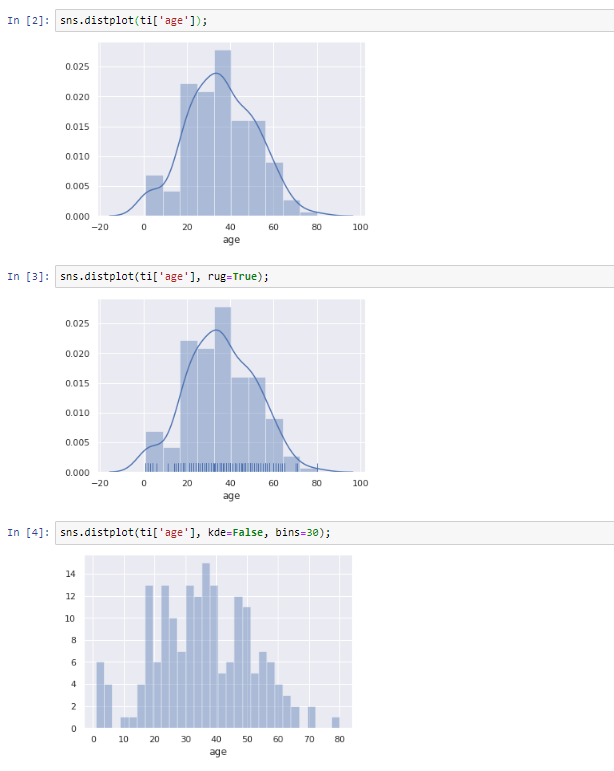 In [2]: sns.distplot(ti['age']);
0.025
0.020
0.015
0.010
0.005
0.000
−20 0 20 40 60 80 100
age
In [3]: sns.distplot(ti['age'], rug=True);
0.025
0.020
0.015
0.010
0.005
0.000
−20 0 20 40 60 80 100
age
In [4]: sns.distplot(ti['age'], kde=False, bins=30);
14
12
10
8
6
4
2
0
0 10 20 30 40 50 60 70 80
age